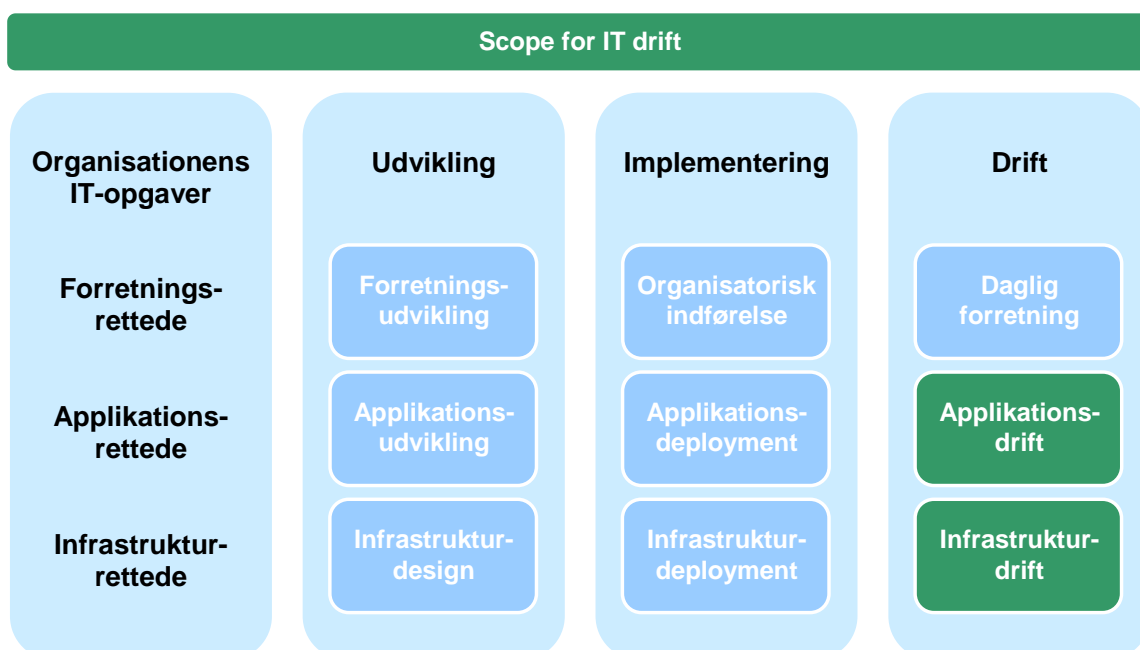 Scope for IT drift
Organisationens
IT-opgaver
Udvikling
Implementering
Drift
Forretnings-
rettede
Forretnings-
udvikling
Organisatorisk
indførelse
Daglig
forretning
Applikations-
rettede
Applikations-
udvikling
Applikations-
deployment
Applikations-
drift
Infrastruktur-
rettede
Infrastruktur-
design
Infrastruktur-
deployment
Infrastruktur-
drift